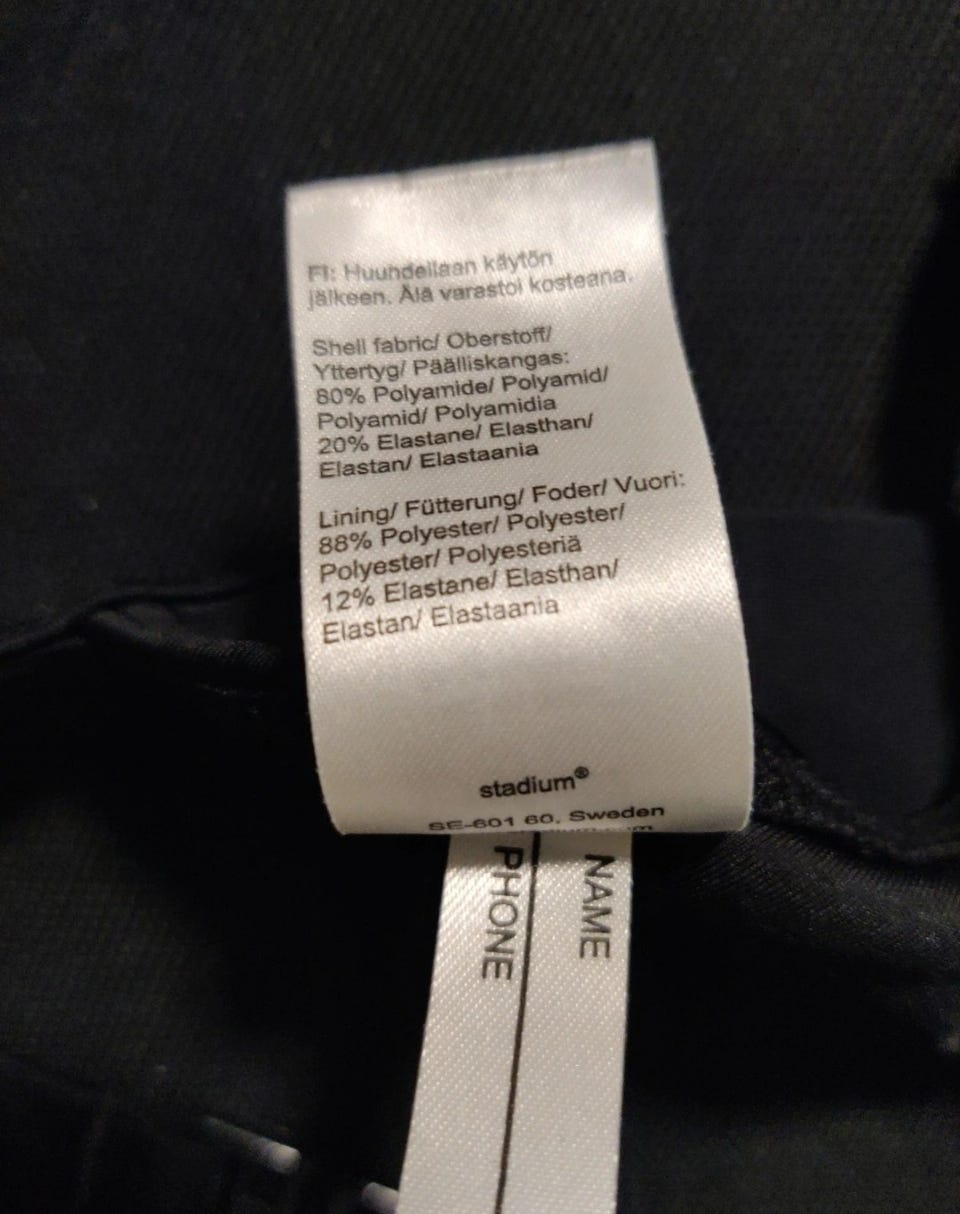 FI: Huuhdellaan käytön
jälkeen. Älä varastoi kosteana.
Shell fabric/ Oberstoff/
Yttertyg/ Päälliskangas:
80% Polyamide/ Polyamid/
Polyamid/ Polyamidia
20% Elastane/ Elasthan/
Elastan/ Elastaania
Lining/ Fütterung/ Foder/ Vuori:
88% Polyester/ Polyester/
Polyester/ Polyesteriä
12% Elastane/ Elasthan/
Elastan/ Elastaania
stadium®
SE-601 60, Sweden
NAME
PHONE